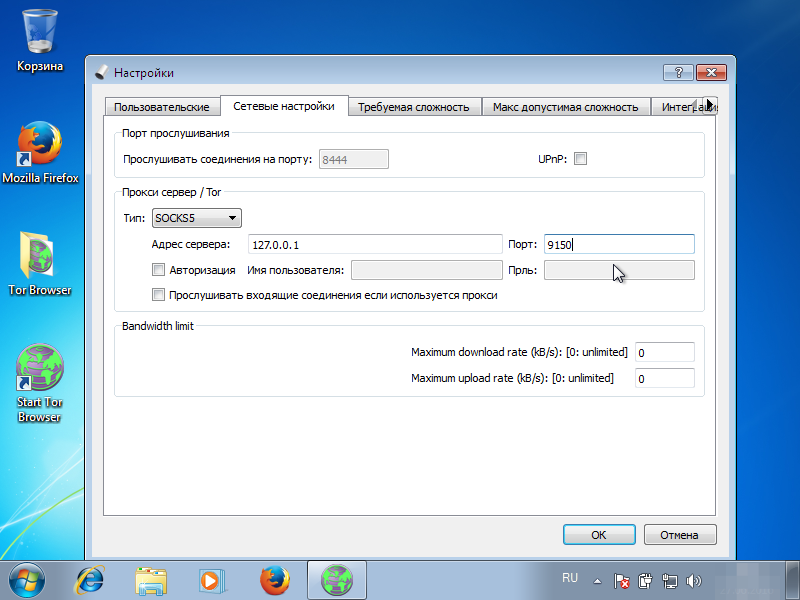 Корзина
Mozilla Firefox
Tor Browser
Start Tor
Browser
Настройки
Пользовательские
Сетевые настройки
Требуемая сложность
Макс допустимая сложность
Порт прослушивания
Прослушивать соединения на порту: 8444
UPnP:
Прокси сервер / Tor
Тип: SOCKS5
Адрес сервера: 127.0.0.1 Порт: 9150
Авторизация Имя пользователя: Прль:
Прослушивать входящие соединения если используется прокси
Bandwidth limit
Maximum download rate (kB/s): [0: unlimited] 0
Maximum upload rate (kB/s): [0: unlimited] 0
OK
Отмена
RU